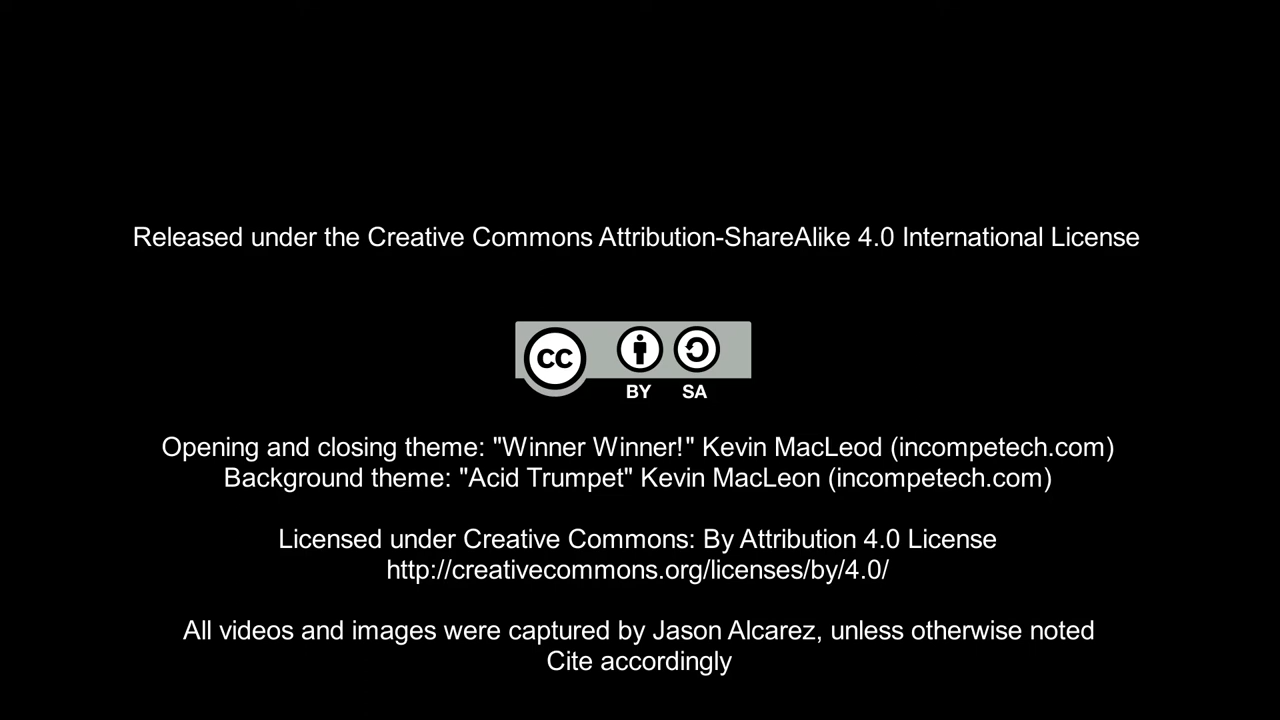 Released under the Creative Commons Attribution-ShareAlike 4.0 International License
CC
BY SA
Opening and closing theme: "Winner Winner!" Kevin MacLeod (incompetech.com)
Background theme: "Acid Trumpet" Kevin MacLeon (incompetech.com)
Licensed under Creative Commons: By Attribution 4.0 License
http://creativecommons.org/licenses/by/4.0/
All videos and images were captured by Jason Alcarez, unless otherwise noted
Cite accordingly